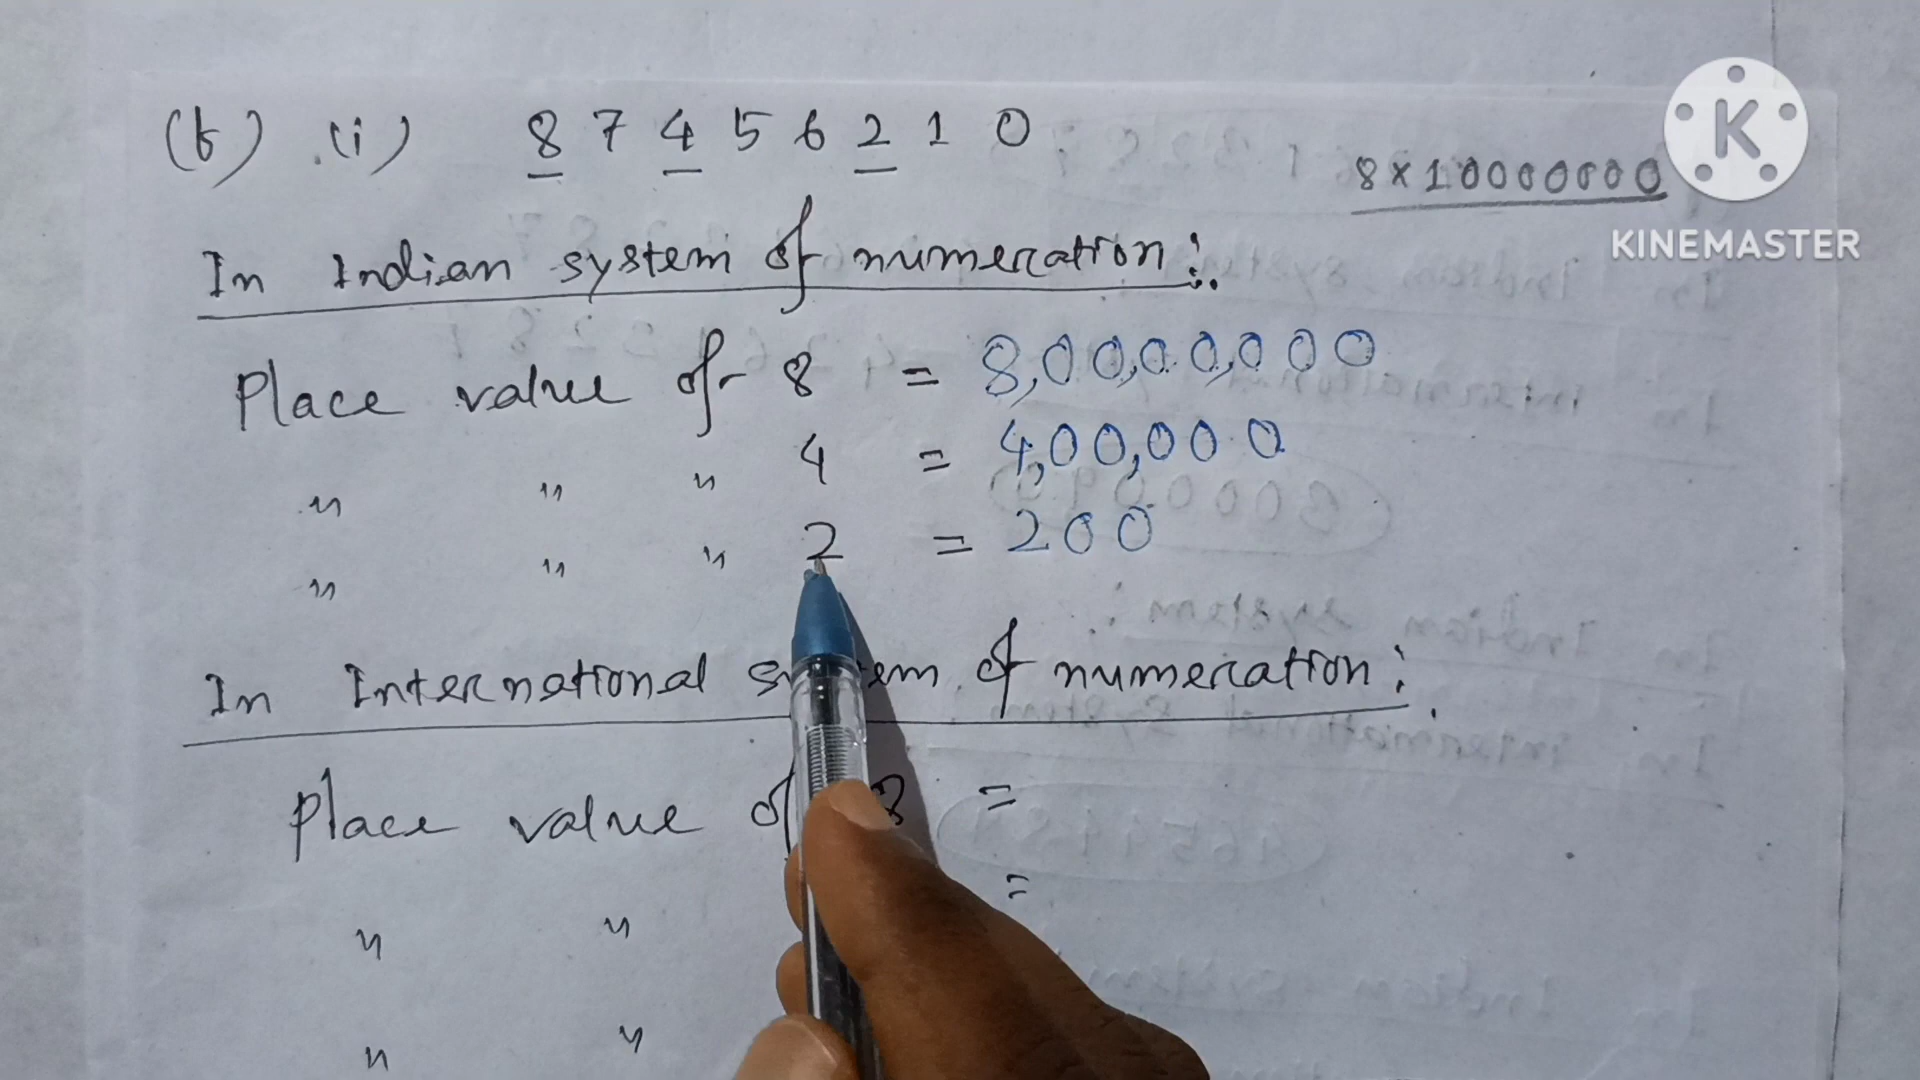 (b) (i) 8 7 4 5 6 2 1 0
8 × 10000000
K
KINEMASTER
In Indian system of numeration:
Place value of 8 = 8,00,00,000
" " " 4 = 4,00,000
" " " 2 = 200
In International system of numeration:
Place value of 8 =
" " =
" "